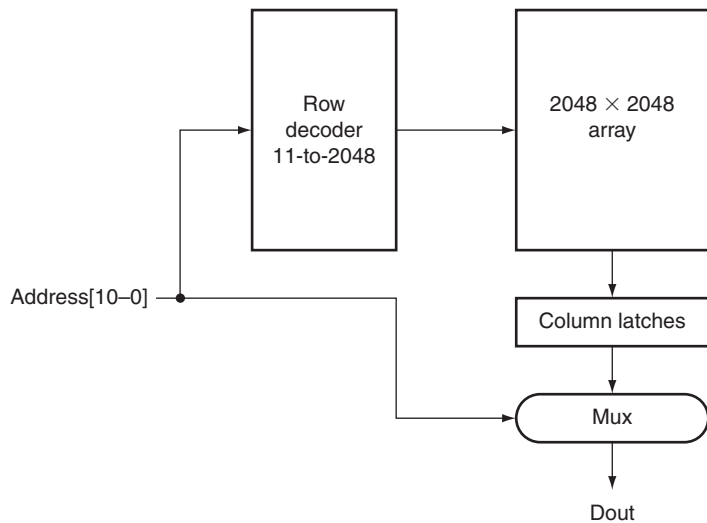 Row
decoder
11-to-2048
2048 × 2048
array
Address[10–0]
Column latches
Mux
Dout